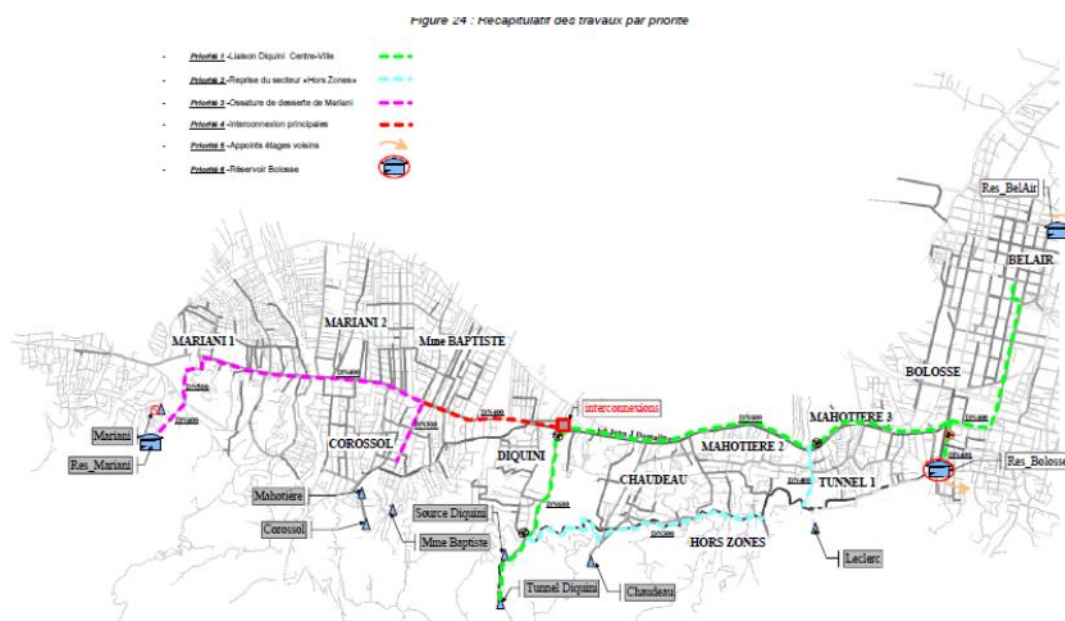 Figure 24 : Récapitulatif des travaux par priorité
- Priorité 1 -Liaison Diquini Centre-Ville
- Priorité 2 -Reprise du secteur «Hors Zones»
- Priorité 3 -Ossature de desserte de Mariani
- Priorité 4 -Interconnexion principales
- Priorité 5 -Appoints étages voisins
- Priorité 6 -Réservoir Bolosse
Res_BelAir
BELAIR
MARIANI 2
MARIANI 1
Mme BAPTISTE
BOLOSSE
interconnexions
MAHOTIERE 3
Mariani
Res_Mariani
COROSSOL
DIQUINI
MAHOTIERE 2
CHAUDEAU
TUNNEL 1
Res_Bolosse
Mahotière
Corossol
Mme Baptiste
Source Diquini
HORS ZONES
Leclerc
Tunnel Diquini
Chaudeau